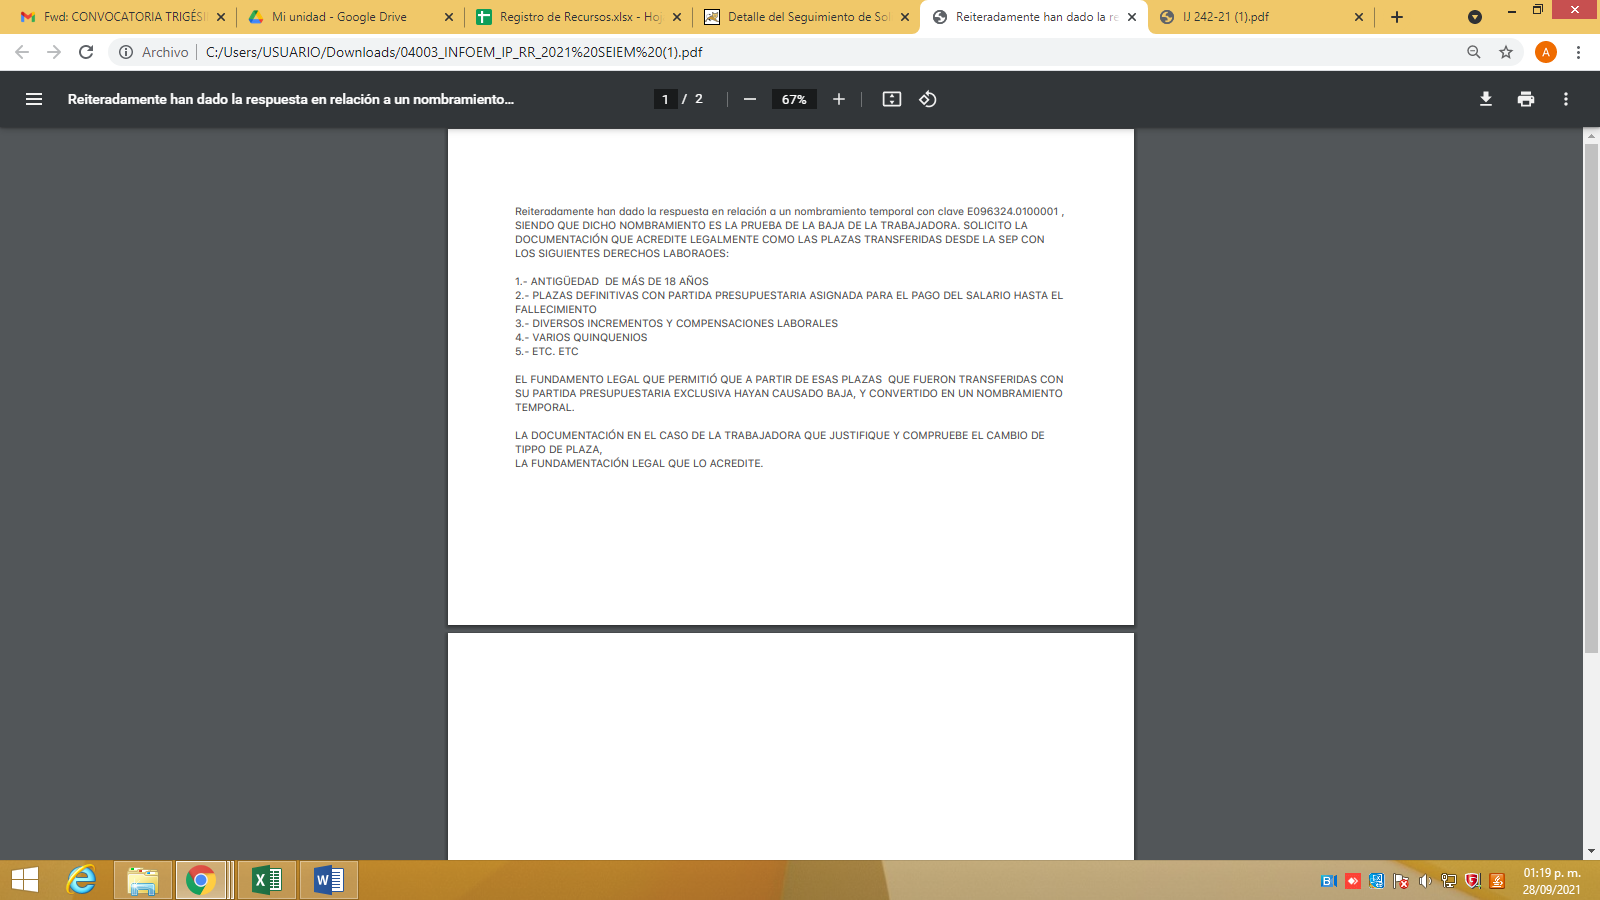 Fwd: CONVOCATORIA TRIGÉSI
Mi unidad - Google Drive
Registro de Recursos.xlsx - Hoj
Detalle del Seguimiento de Sol
Reiteradamente han dado la re
IJ 242-21 (1).pdf
Archivo
C:/Users/USUARIO/Downloads/04003_INFOEM_IP_RR_2021%20SEIEM%20(1).pdf
A
Reiteradamente han dado la respuesta en relación a un nombramiento...
1 / 2
67%
Reiteradamente han dado la respuesta en relación a un nombramiento temporal con clave E096324.0100001 ,
SIENDO QUE DICHO NOMBRAMIENTO ES LA PRUEBA DE LA BAJA DE LA TRABAJADORA. SOLICITO LA
DOCUMENTACIÓN QUE ACREDITE LEGALMENTE COMO LAS PLAZAS TRANSFERIDAS DESDE LA SEP CON
LOS SIGUIENTES DERECHOS LABORAOES:
1.- ANTIGÜEDAD DE MÁS DE 18 AÑOS
2.- PLAZAS DEFINITIVAS CON PARTIDA PRESUPUESTARIA ASIGNADA PARA EL PAGO DEL SALARIO HASTA EL
FALLECIMIENTO
3.- DIVERSOS INCREMENTOS Y COMPENSACIONES LABORALES
4.- VARIOS QUINQUENIOS
5.- ETC. ETC
EL FUNDAMENTO LEGAL QUE PERMITIÓ QUE A PARTIR DE ESAS PLAZAS QUE FUERON TRANSFERIDAS CON
SU PARTIDA PRESUPUESTARIA EXCLUSIVA HAYAN CAUSADO BAJA, Y CONVERTIDO EN UN NOMBRAMIENTO
TEMPORAL.
LA DOCUMENTACIÓN EN EL CASO DE LA TRABAJADORA QUE JUSTIFIQUE Y COMPRUEBE EL CAMBIO DE
TIPPO DE PLAZA,
LA FUNDAMENTACIÓN LEGAL QUE LO ACREDITE.
01:19 p. m.
28/09/2021